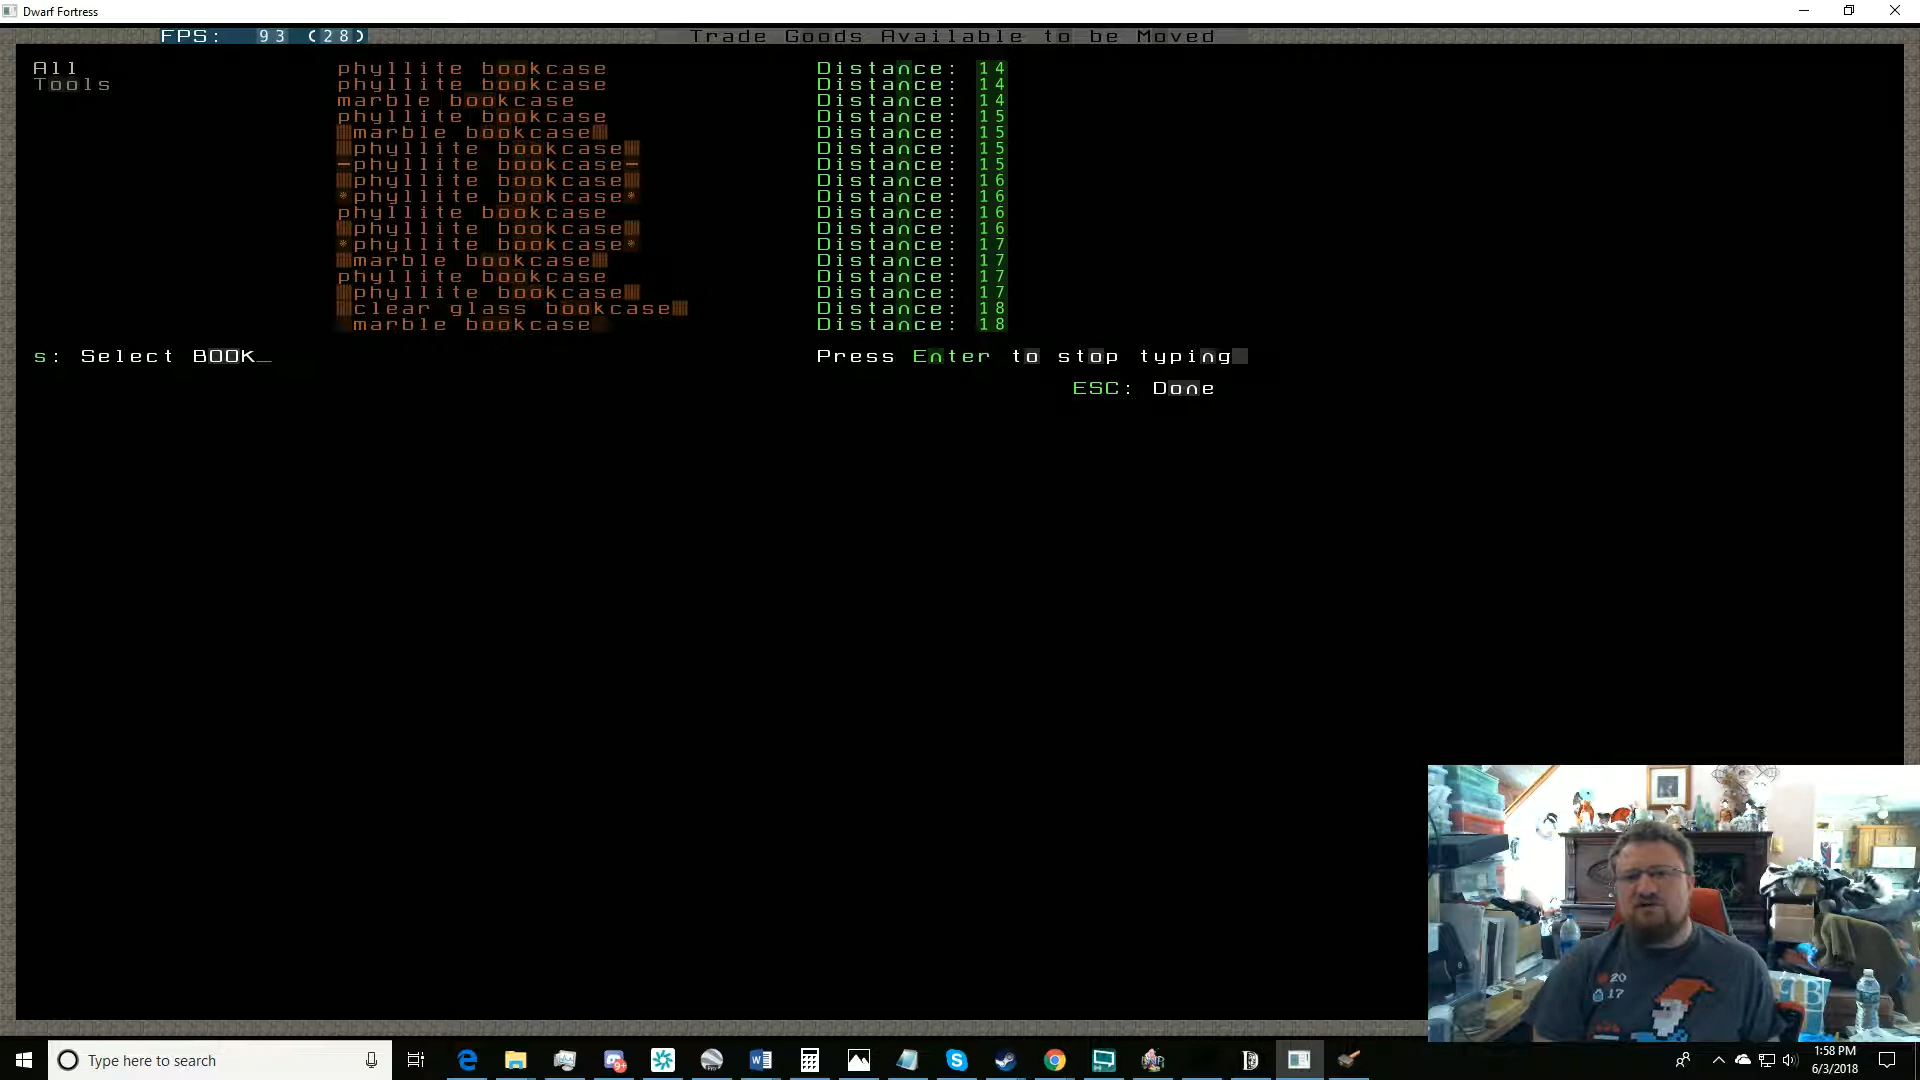 Dwarf Fortress
FPS: 93 (28)
Trade Goods Available to be Moved
All phyllite bookcase Distance: 14
Tools phyllite bookcase Distance: 14
marble bookcase Distance: 14
phyllite bookcase Distance: 15
marble bookcase Distance: 15
phyllite bookcase Distance: 15
-phyllite bookcase- Distance: 15
phyllite bookcase Distance: 16
*phyllite bookcase* Distance: 16
phyllite bookcase Distance: 16
phyllite bookcase Distance: 16
*phyllite bookcase* Distance: 17
marble bookcase Distance: 17
phyllite bookcase Distance: 17
phyllite bookcase Distance: 17
clear glass bookcase Distance: 18
marble bookcase Distance: 18
s: Select BOOK_ Press Enter to stop typing
ESC: Done
20
17
Type here to search
1:58 PM
6/3/2018